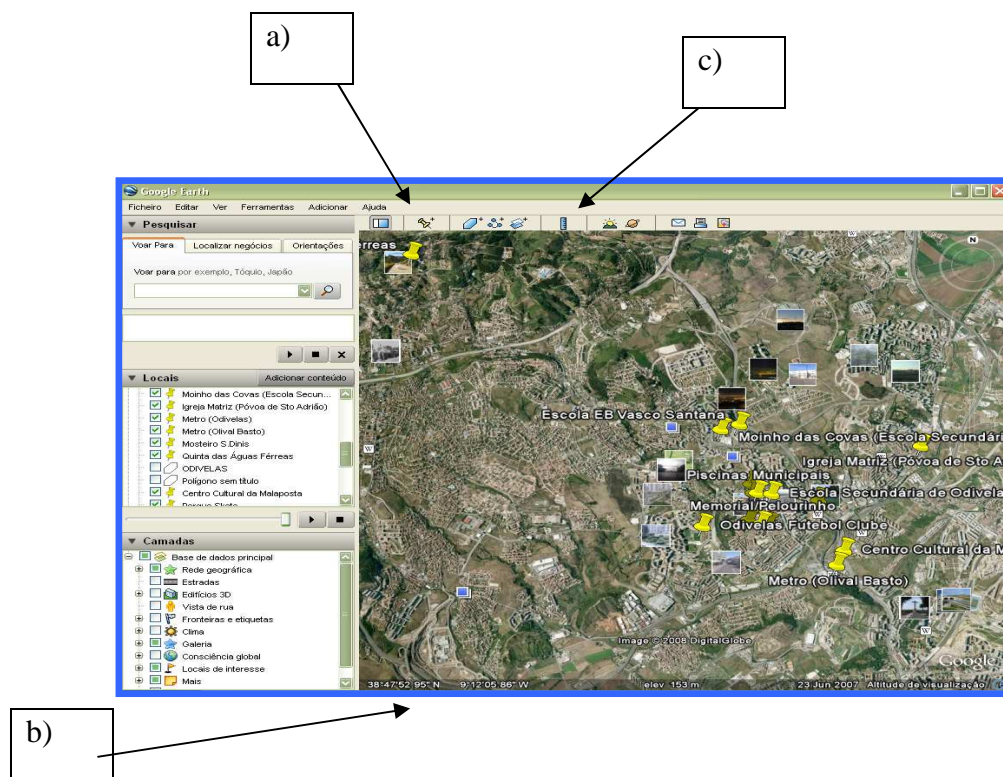 a)
c)
Google Earth
Ficheiro Editar Ver Ferramentas Adicionar Ajuda
Pesquisar
Voar Para Localizar negócios Orientações
Voar para por exemplo, Tóquio, Japão
Locais Adicionar conteúdo
Moinho das Covas (Escola Secun...
Igreja Matriz (Póvoa de Sto Adrião)
Metro (Odivelas)
Metro (Olival Basto)
Mosteiro S.Dinis
Quinta das Águas Férreas
ODIVELAS
Polígono sem título
Centro Cultural da Malaposta
Parque Skate
Camadas
Base de dados principal
Rede geográfica
Estradas
Edifícios 3D
Vista de rua
Fronteiras e etiquetas
Clima
Galeria
Consciência global
Locais de interesse
Mais
érreas
N
Escola EB Vasco Santana
Moinho das Covas (Escola Secundári
Igreja Matriz (Póvoa de Sto A
Piscinas Municipais
Escola Secundária de Odivela
Memorial/Pelourinho
Odivelas Futebol Clube
Centro Cultural da M
Metro (Olival Basto)
Image © 2008 DigitalGlobe
Google
38°47'52.95" N 9°12'05.86" W elev 153 m 23 Jun 2007 Altitude de visualização
b)